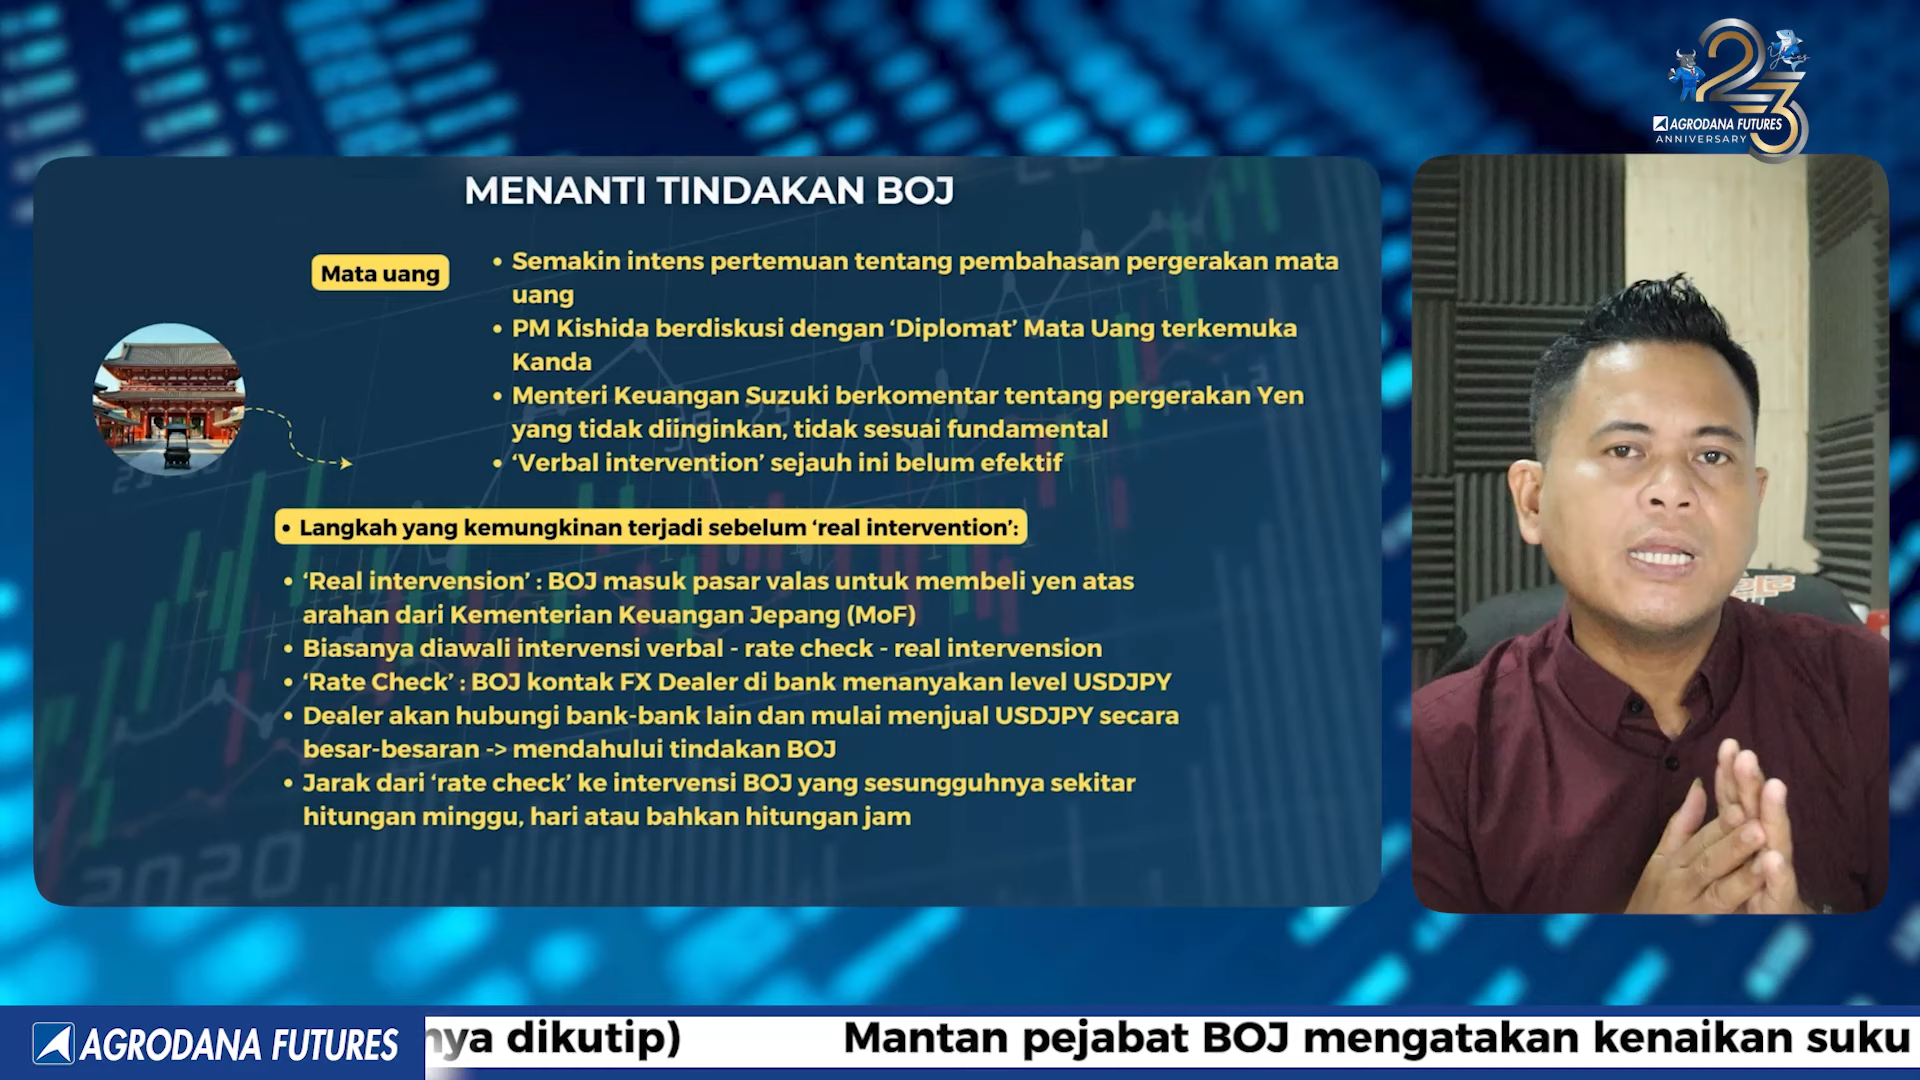 23
Years
AGRODANA FUTURES
ANNIVERSARY
MENANTI TINDAKAN BOJ
Mata uang
• Semakin intens pertemuan tentang pembahasan pergerakan mata
uang
• PM Kishida berdiskusi dengan ‘Diplomat’ Mata Uang terkemuka
Kanda
• Menteri Keuangan Suzuki berkomentar tentang pergerakan Yen
yang tidak diinginkan, tidak sesuai fundamental
• ‘Verbal intervention’ sejauh ini belum efektif
• Langkah yang kemungkinan terjadi sebelum ‘real intervention’:
• ‘Real intervension’ : BOJ masuk pasar valas untuk membeli yen atas
arahan dari Kementerian Keuangan Jepang (MoF)
• Biasanya diawali intervensi verbal - rate check - real intervension
• ‘Rate Check’ : BOJ kontak FX Dealer di bank menanyakan level USDJPY
• Dealer akan hubungi bank-bank lain dan mulai menjual USDJPY secara
besar-besaran -> mendahului tindakan BOJ
• Jarak dari ‘rate check’ ke intervensi BOJ yang sesungguhnya sekitar
hitungan minggu, hari atau bahkan hitungan jam
2020
AGRODANA FUTURES
nya dikutip) Mantan pejabat BOJ mengatakan kenaikan suku